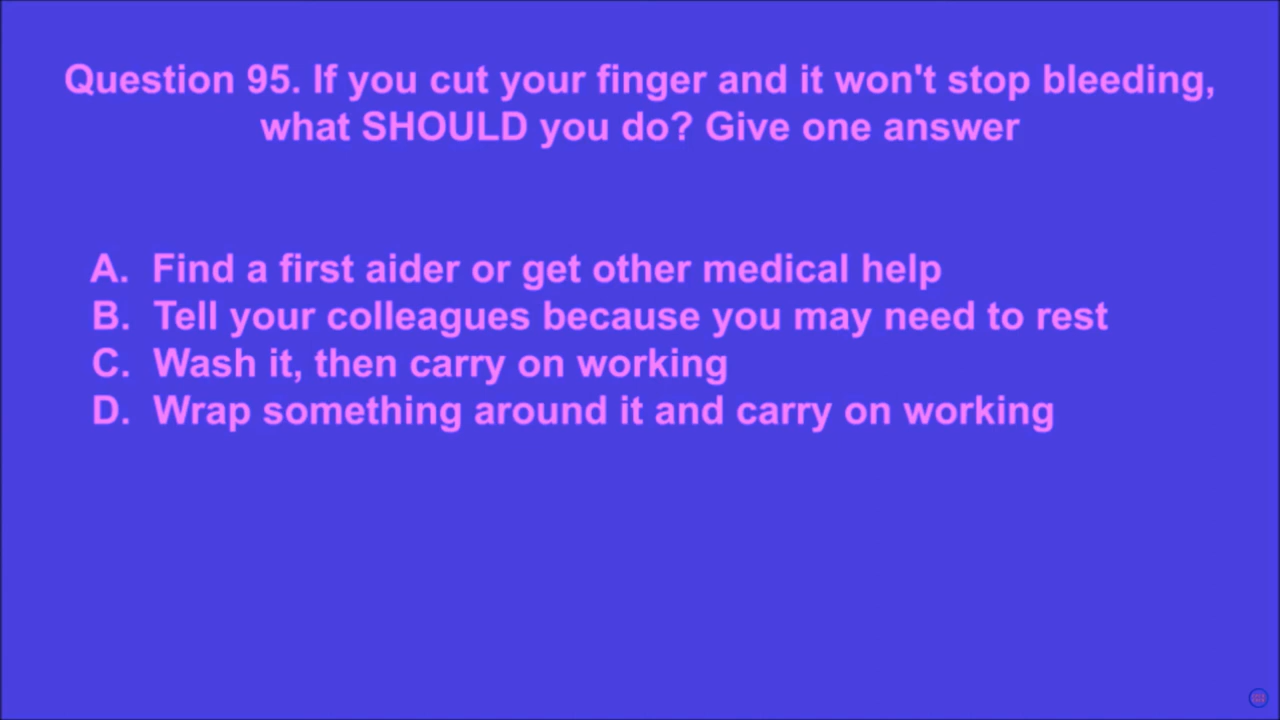 Question 95. If you cut your finger and it won't stop bleeding,
what SHOULD you do? Give one answer
A. Find a first aider or get other medical help
B. Tell your colleagues because you may need to rest
C. Wash it, then carry on working
D. Wrap something around it and carry on working